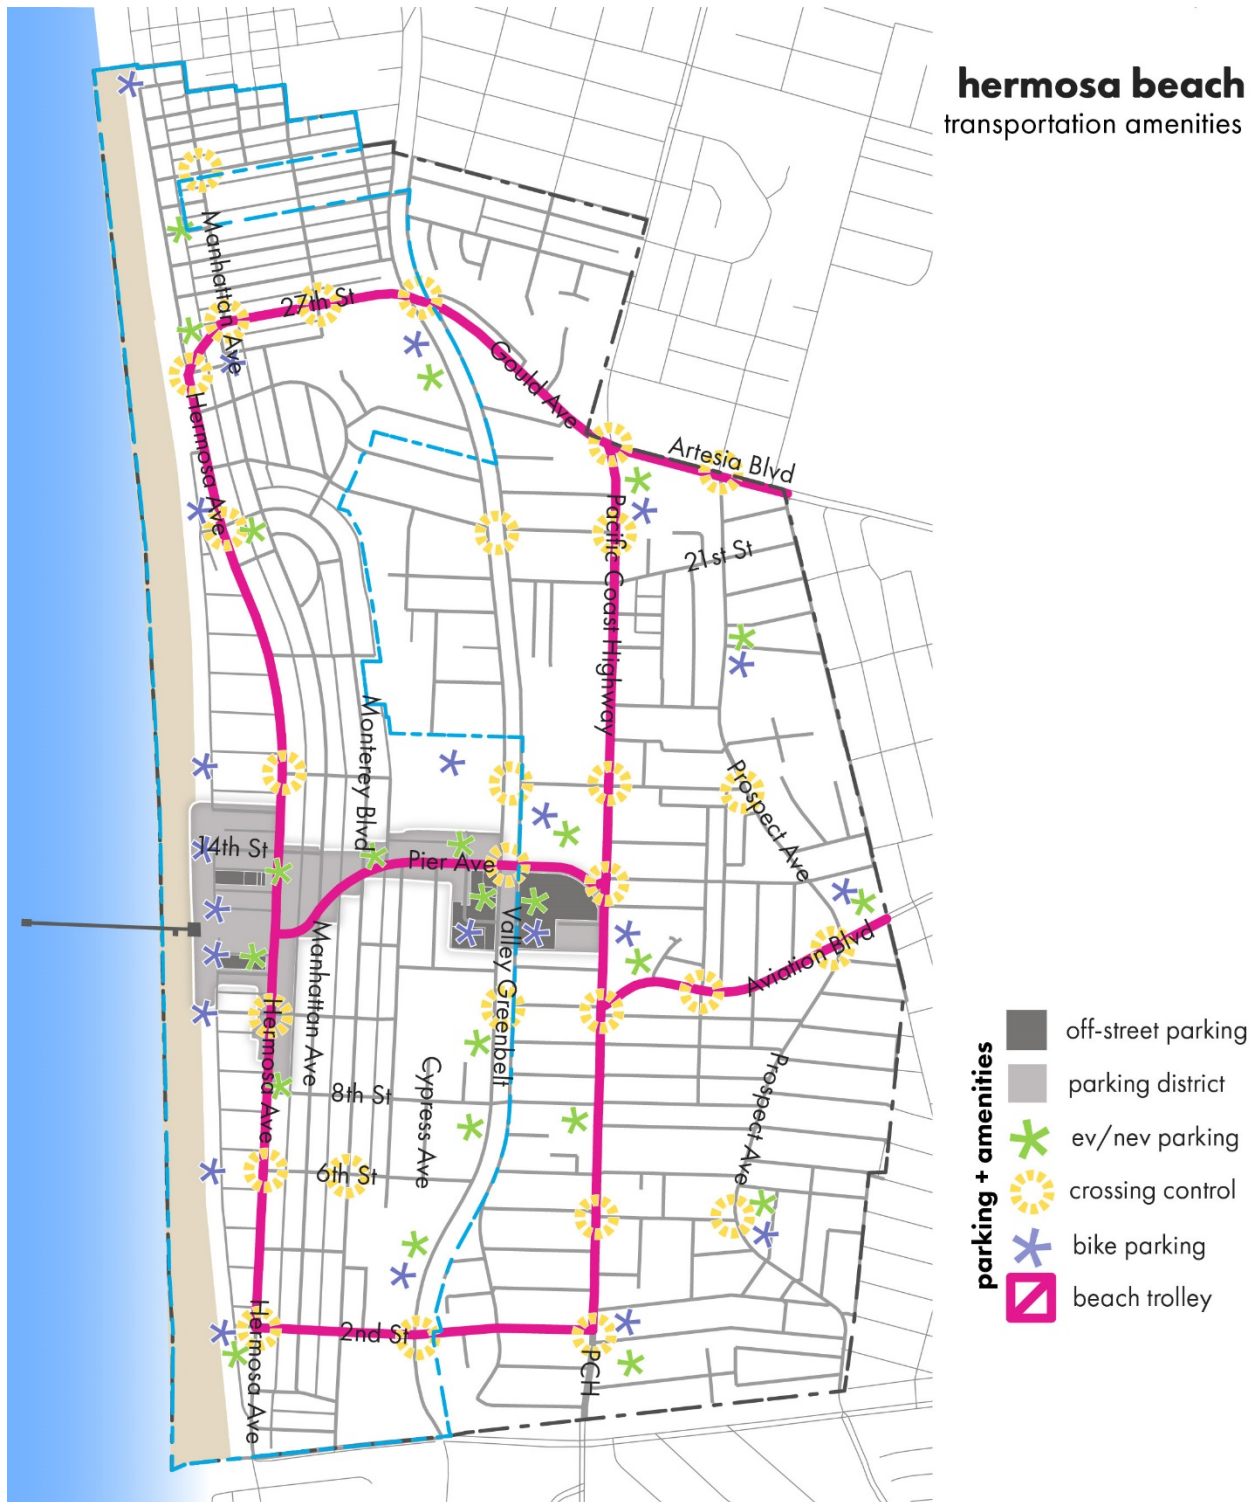 hermosa beach
transportation amenities
Manhattan Ave
27th St
Gould Ave
Hermosa Ave
Artesia Blvd
Pacific Coast Highway
21st St
Monterey Blvd
Prospect Ave
14th St
Pier Ave
Valley Greenbelt
Manhattan Ave
Aviation Blvd
Hermosa Ave
8th St
Cypress Ave
Prospect Ave
6th St
Hermosa Ave
2nd St
PCH
parking + amenities
off-street parking
parking district
ev/nev parking
crossing control
bike parking
beach trolley